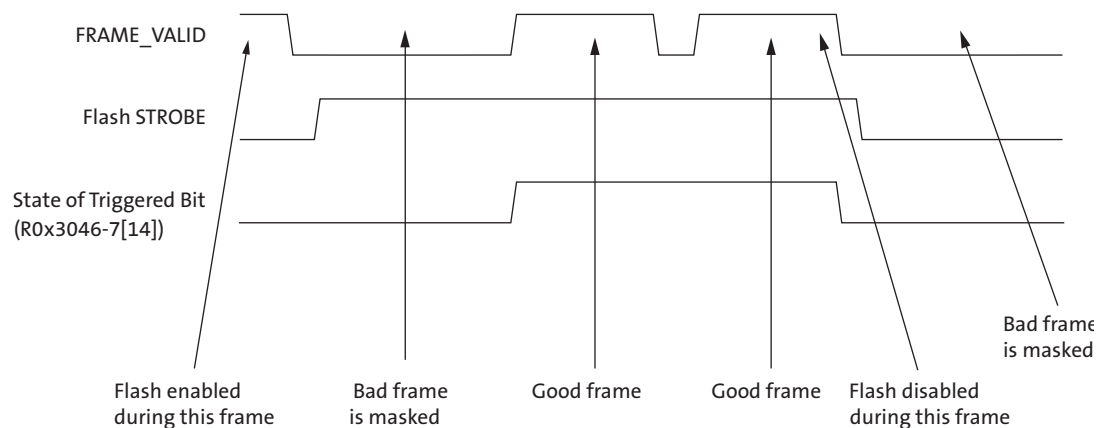 FRAME_VALID
Flash STROBE
State of Triggered Bit
(R0x3046-7[14])
Flash enabled
during this frame
Bad frame
is masked
Good frame
Good frame
Flash disabled
during this frame
Bad frame
is masked